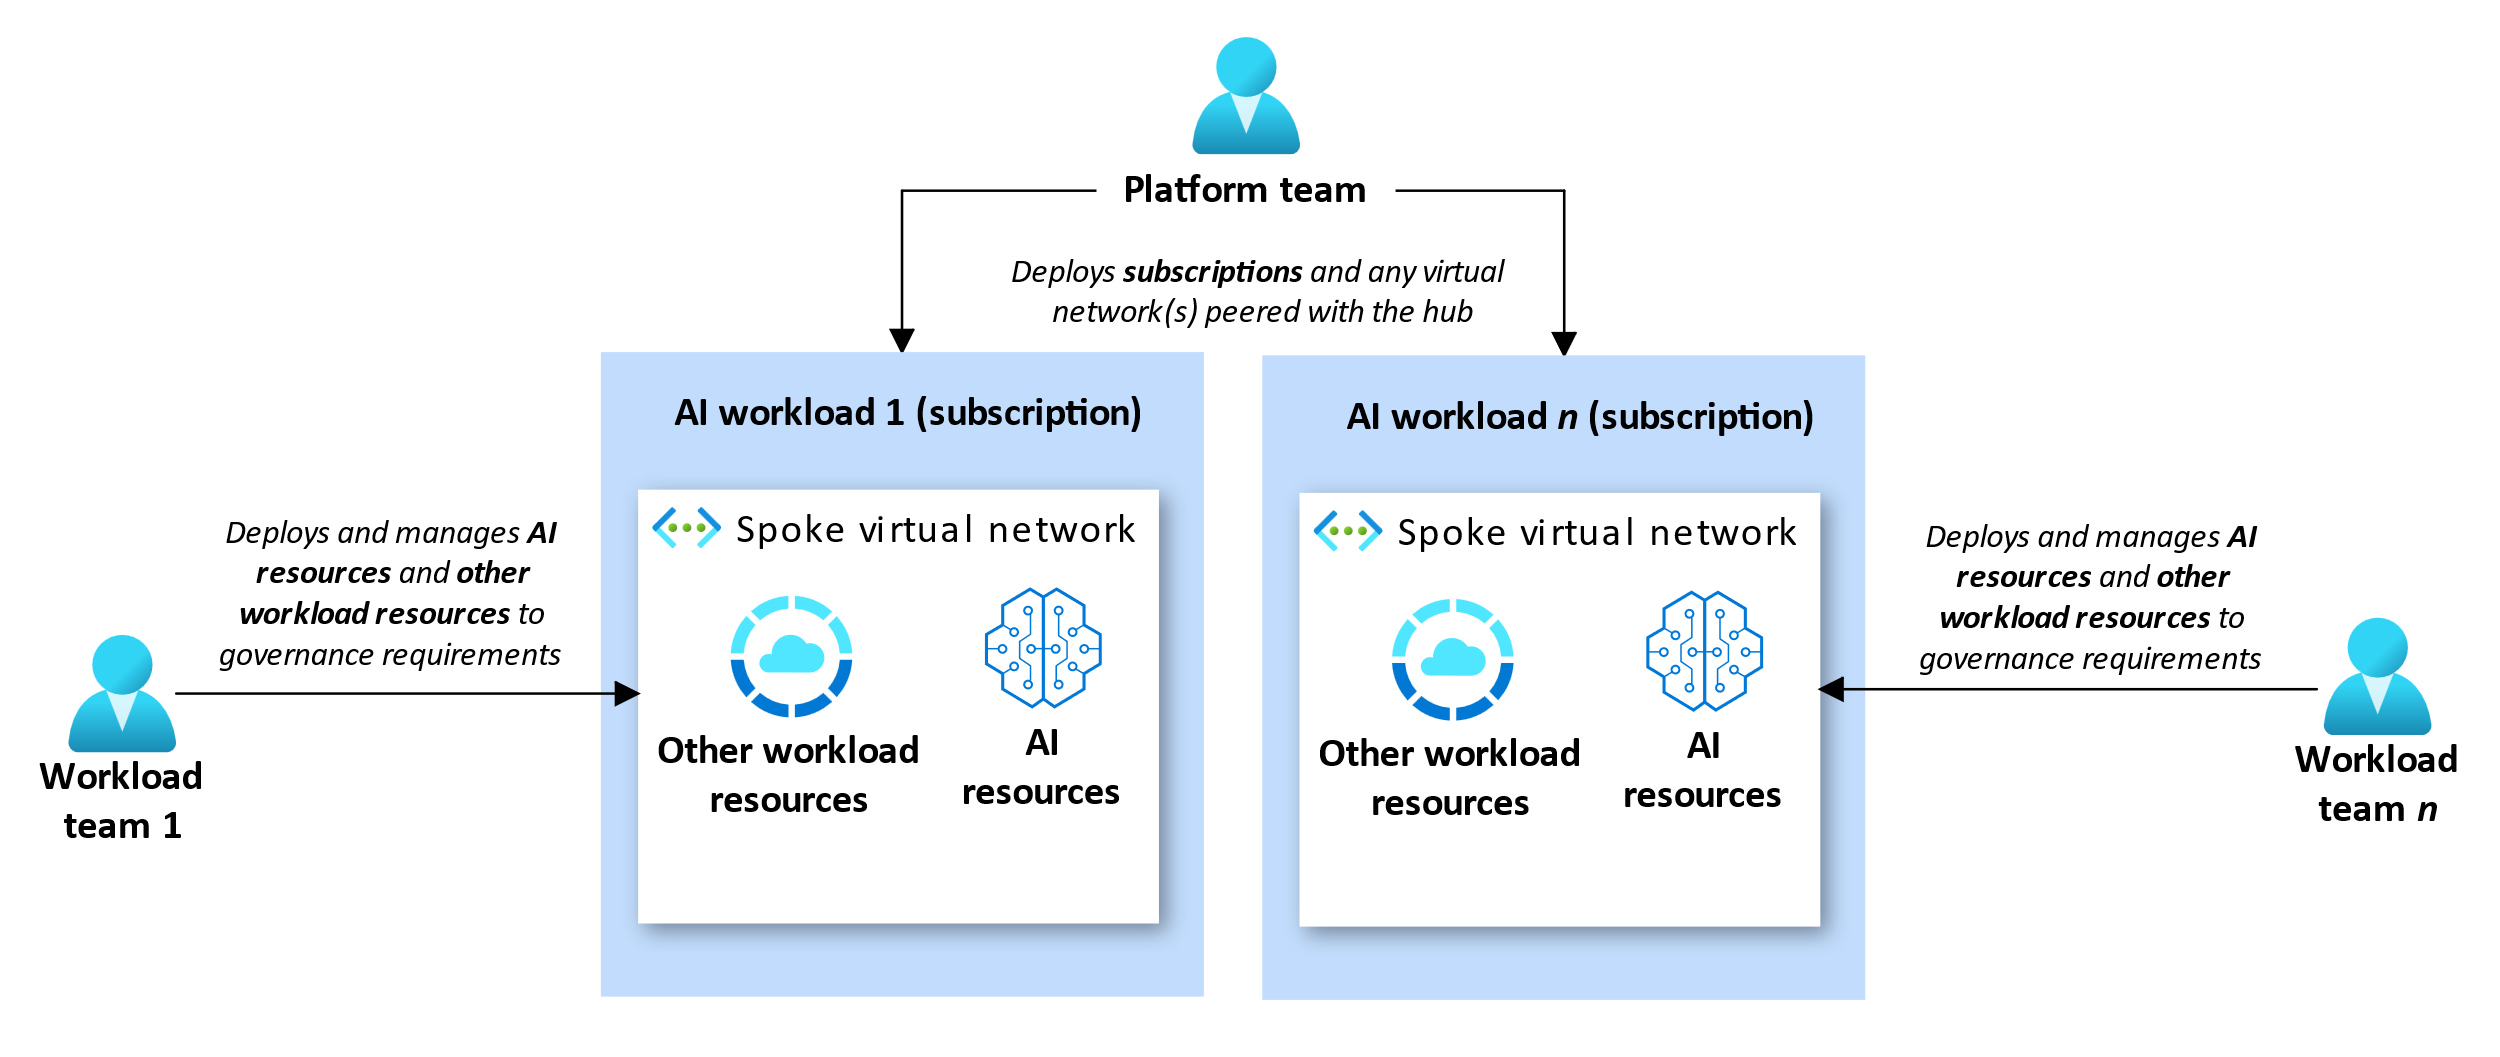 Platform team
Deploys subscriptions and any virtual
network(s) peered with the hub
AI workload 1 (subscription)
AI workload n (subscription)
Deploys and manages AI
resources and other
workload resources to
governance requirements
Workload
team 1
Spoke virtual network
Other workload
resources
AI
resources
Spoke virtual network
Other workload
resources
AI
resources
Deploys and manages AI
resources and other
workload resources to
governance requirements
Workload
team n